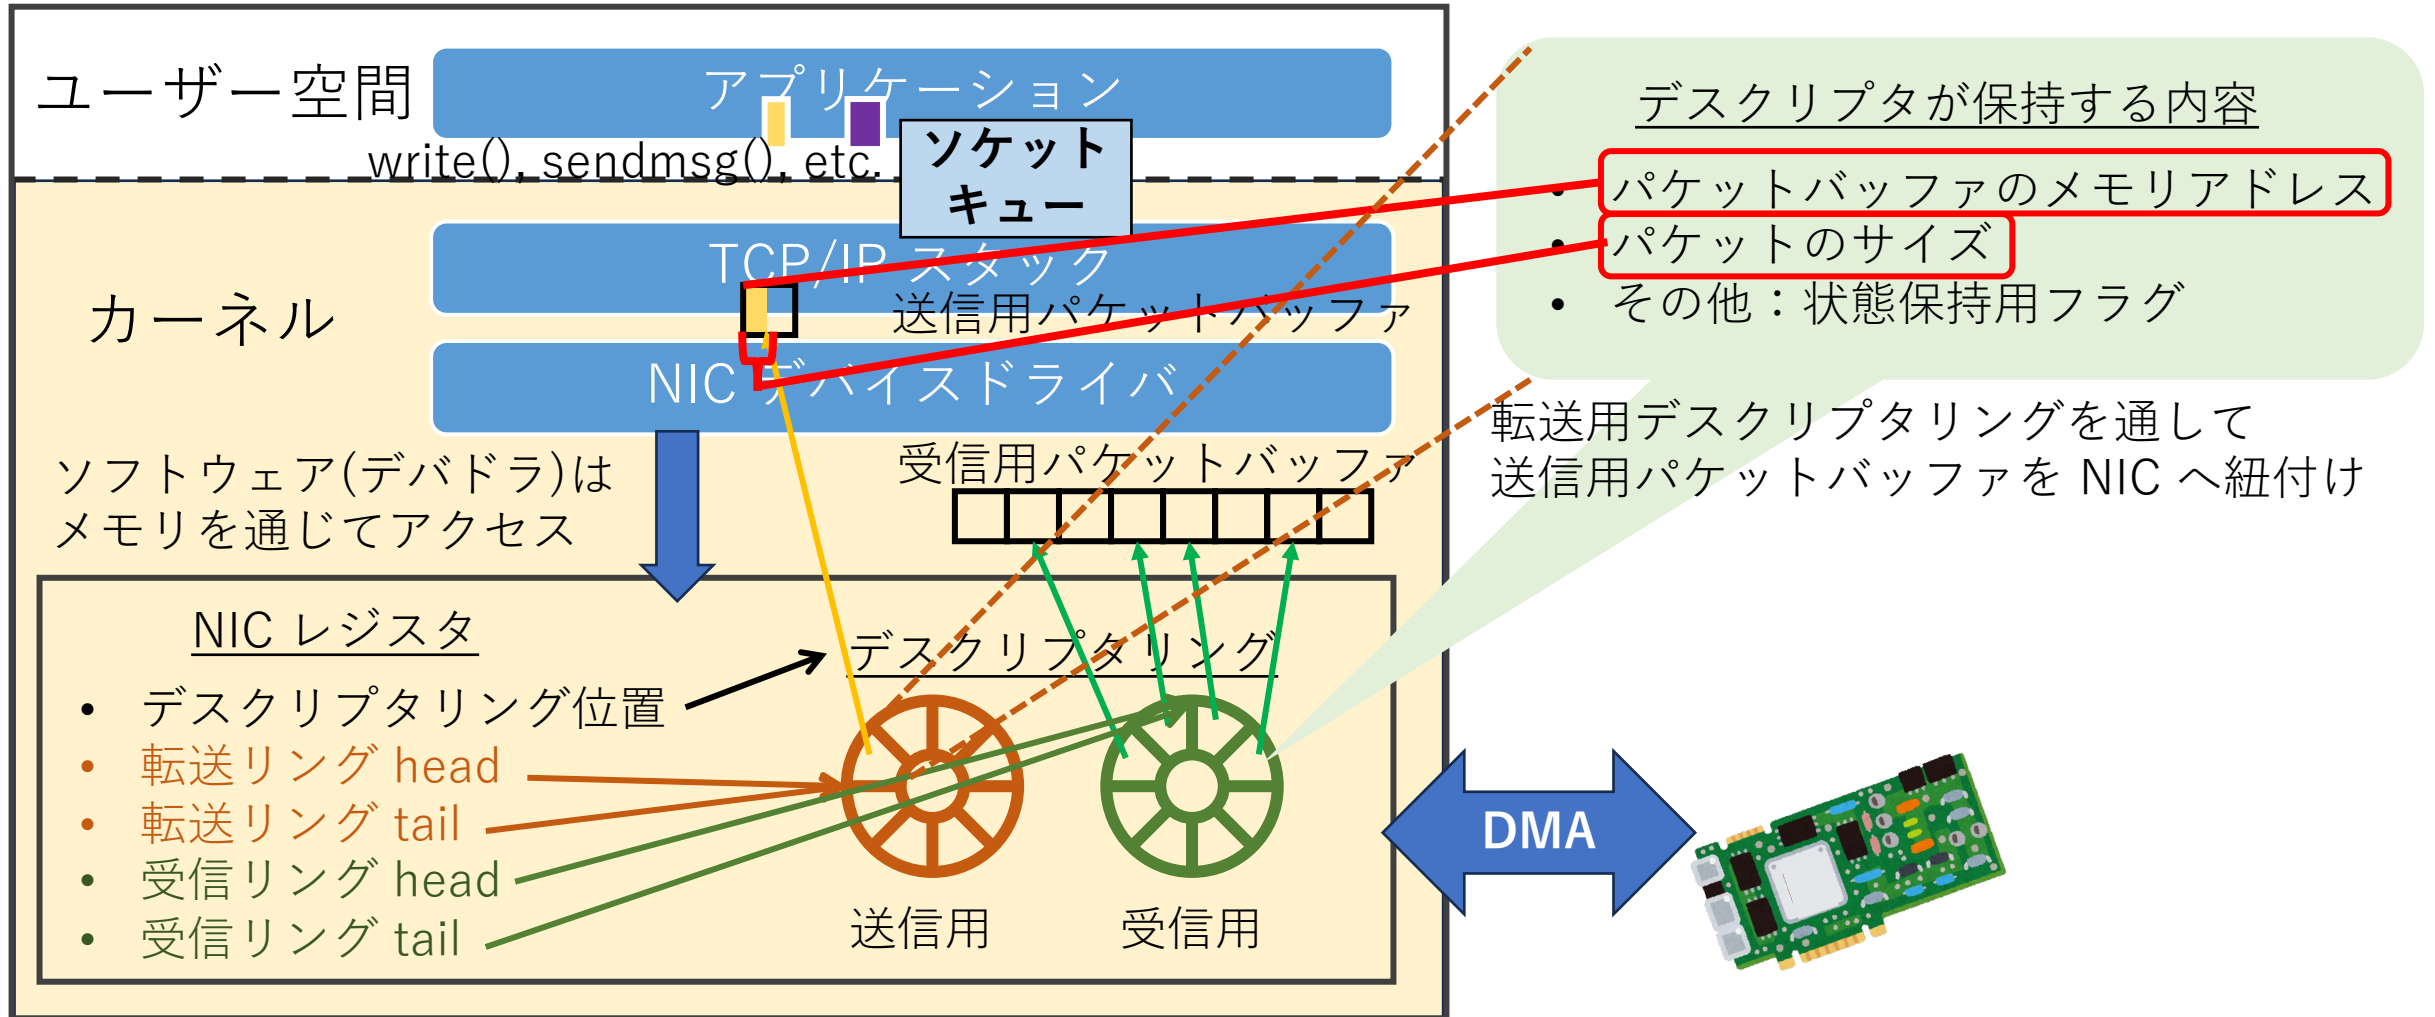 ユーザー空間
アプリケーション
write(), sendmsg(), etc.
ソケット
キュー
カーネル
TCP/IP スタック
送信用パケットバッファ
NIC デバイスドライバ
ソフトウェア(デバドラ)は
メモリを通じてアクセス
受信用パケットバッファ
NIC レジスタ
• デスクリプタリング位置
• 転送リング head
• 転送リング tail
• 受信リング head
• 受信リング tail
デスクリプタリング
送信用
受信用
デスクリプタが保持する内容
• パケットバッファのメモリアドレス
• パケットのサイズ
• その他：状態保持用フラグ
転送用デスクリプタリングを通して
送信用パケットバッファを NIC へ紐付け
DMA